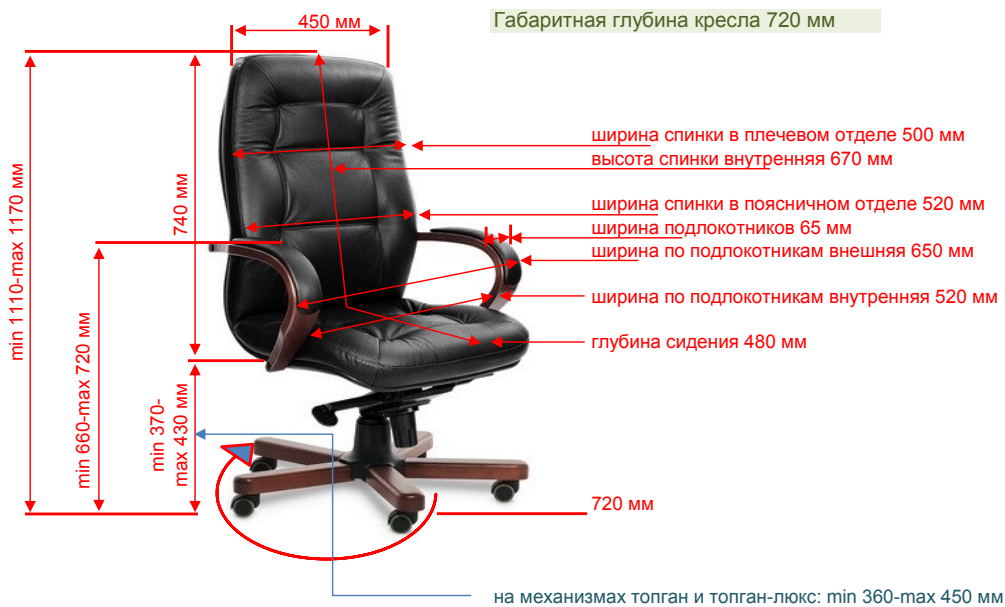 450 мм
Габаритная глубина кресла 720 мм
ширина спинки в плечевом отделе 500 мм
высота спинки внутренняя 670 мм
ширина спинки в поясничном отделе 520 мм
ширина подлокотников 65 мм
ширина по подлокотникам внешняя 650 мм
ширина по подлокотникам внутренняя 520 мм
глубина сидения 480 мм
min 1110-max 1170 мм
740 мм
min 660-max 720 мм
min 370-
max 430 мм
720 мм
на механизмах топган и топган-люкс: min 360-max 450 мм